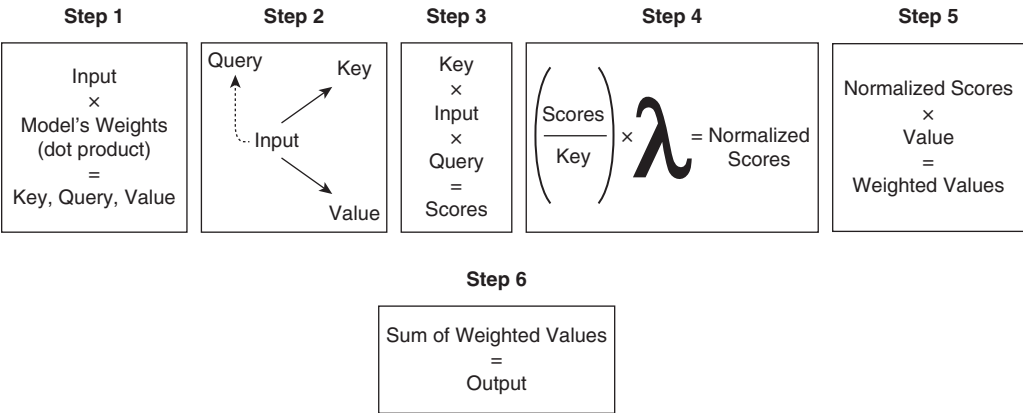 Step 1
Input
×
Model's Weights
(dot product)
=
Key, Query, Value
Step 2
Query
Key
Input
Value
Step 3
Key
×
Input
×
Query
=
Scores
Step 4
(Scores
Key) × λ = Normalized
Scores
Step 5
Normalized Scores
×
Value
=
Weighted Values
Step 6
Sum of Weighted Values
=
Output